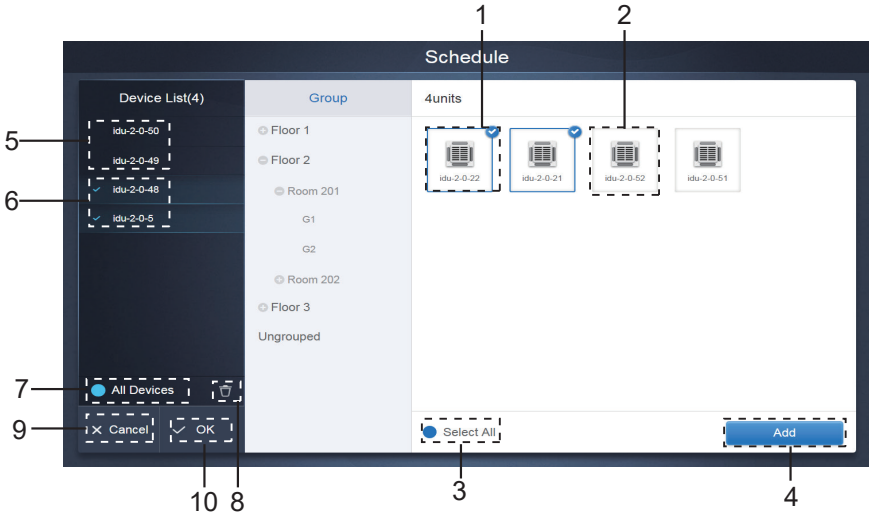 1
2
Schedule
Device List(4)
Group
4units
5
idu-2-0-50
idu-2-0-49
6
idu-2-0-48
idu-2-0-5
Floor 1
Floor 2
Room 201
G1
G2
Room 202
Floor 3
Ungrouped
idu-2-0-22
idu-2-0-21
idu-2-0-52
idu-2-0-51
7
All Devices
9
Cancel
OK
Select All
Add
10
8
3
4